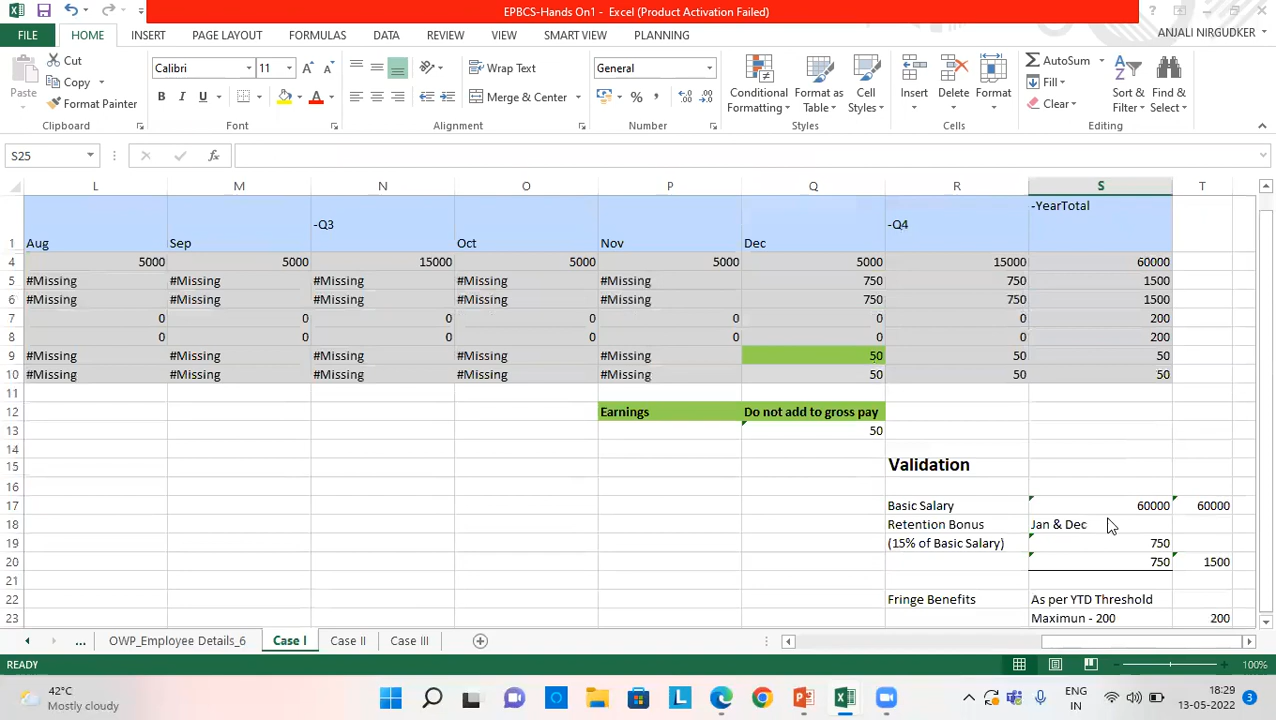 EPBCS-Hands On1 - Excel (Product Activation Failed)
FILE HOME INSERT PAGE LAYOUT FORMULAS DATA REVIEW VIEW SMART VIEW PLANNING ANJALI NIRGUDKER
Paste
Cut
Copy
Format Painter
Calibri 11
B I U
Wrap Text
Merge & Center
General
Conditional Formatting
Format as Table
Cell Styles
Insert
Delete
Format
AutoSum
Fill
Clear
Sort & Filter
Find & Select
Clipboard Font Alignment Number Styles Cells Editing
S25
L M N O P Q R S T
1 Aug Sep -Q3 Oct Nov Dec -Q4 -YearTotal
4 5000 5000 15000 5000 5000 5000 15000 60000
5 #Missing #Missing #Missing #Missing #Missing 750 750 1500
6 #Missing #Missing #Missing #Missing #Missing 750 750 1500
7 0 0 0 0 0 0 0 200
8 0 0 0 0 0 0 0 200
9 #Missing #Missing #Missing #Missing #Missing 50 50 50
10 #Missing #Missing #Missing #Missing #Missing 50 50 50
11
12 Earnings Do not add to gross pay
13 50
14
15 Validation
16
17 Basic Salary 60000 60000
18 Retention Bonus Jan & Dec
19 (15% of Basic Salary) 750
20 750 1500
21
22 Fringe Benefits As per YTD Threshold
23 Maximun - 200 200
... OWP_Employee Details_6 Case I Case II Case III
READY 100%
42°C
Mostly cloudy
ENG
IN
18:29
13-05-2022
3